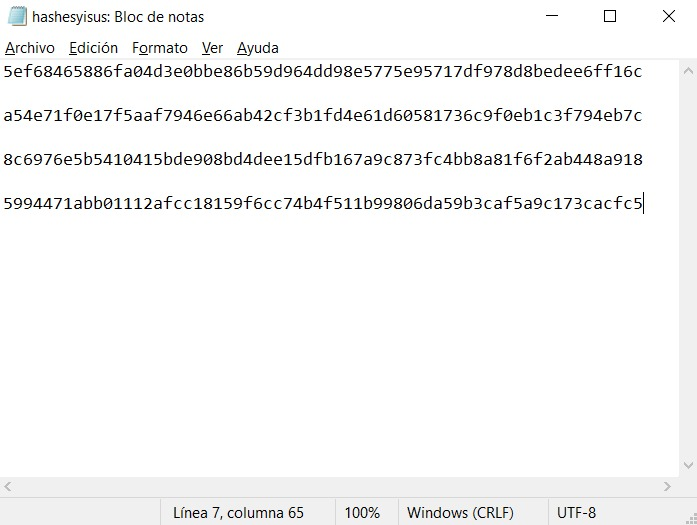 hashesyisus: Bloc de notas
Archivo Edición Formato Ver Ayuda
5ef68465886fa04d3e0bbe86b59d964dd98e5775e95717df978d8bedee6ff16c
a54e71f0e17f5aaf7946e66ab42cf3b1fd4e61d60581736c9f0eb1c3f794eb7c
8c6976e5b5410415bde908bd4dee15dfb167a9c873fc4bb8a81f6f2ab448a918
5994471abb01112afcc18159f6cc74b4f511b99806da59b3caf5a9c173cacfc5
Línea 7, columna 65 100% Windows (CRLF) UTF-8